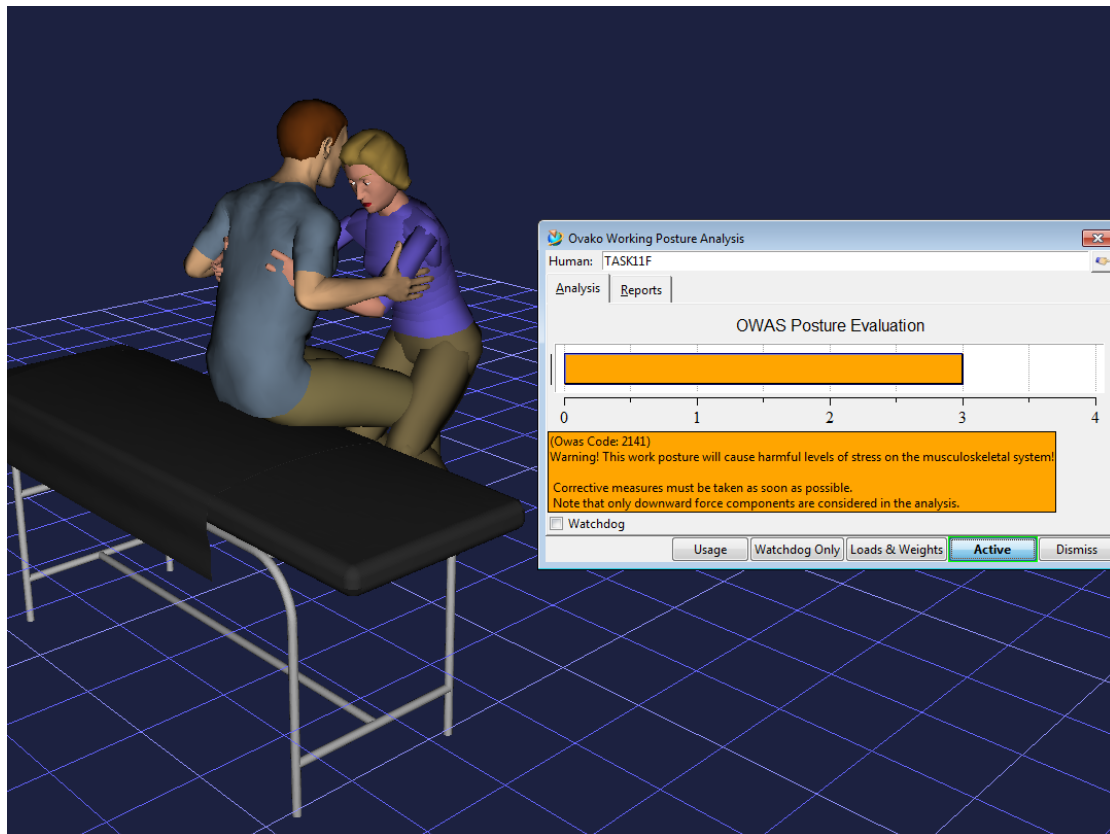 Ovako Working Posture Analysis
Human: TASK11F
Analysis Reports
OWAS Posture Evaluation
0 1 2 3 4
(Owas Code: 2141)
Warning! This work posture will cause harmful levels of stress on the musculoskeletal system!
Corrective measures must be taken as soon as possible.
Note that only downward force components are considered in the analysis.
Watchdog
Usage Watchdog Only Loads & Weights Active Dismiss